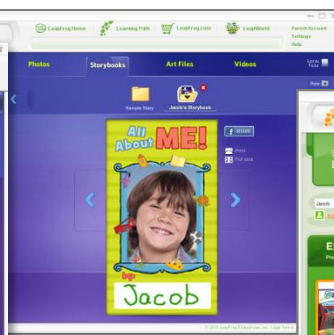 LeapFrog Home
Learning Path
LeapFrog.com
LeapWorld
Parent Account
Settings
Help
Photos
Storybooks
Art Files
Videos
Sample Story
Jacob's Storybook
All
About ME!
SHARE
Print
Full size
by:
Jacob
Jacob